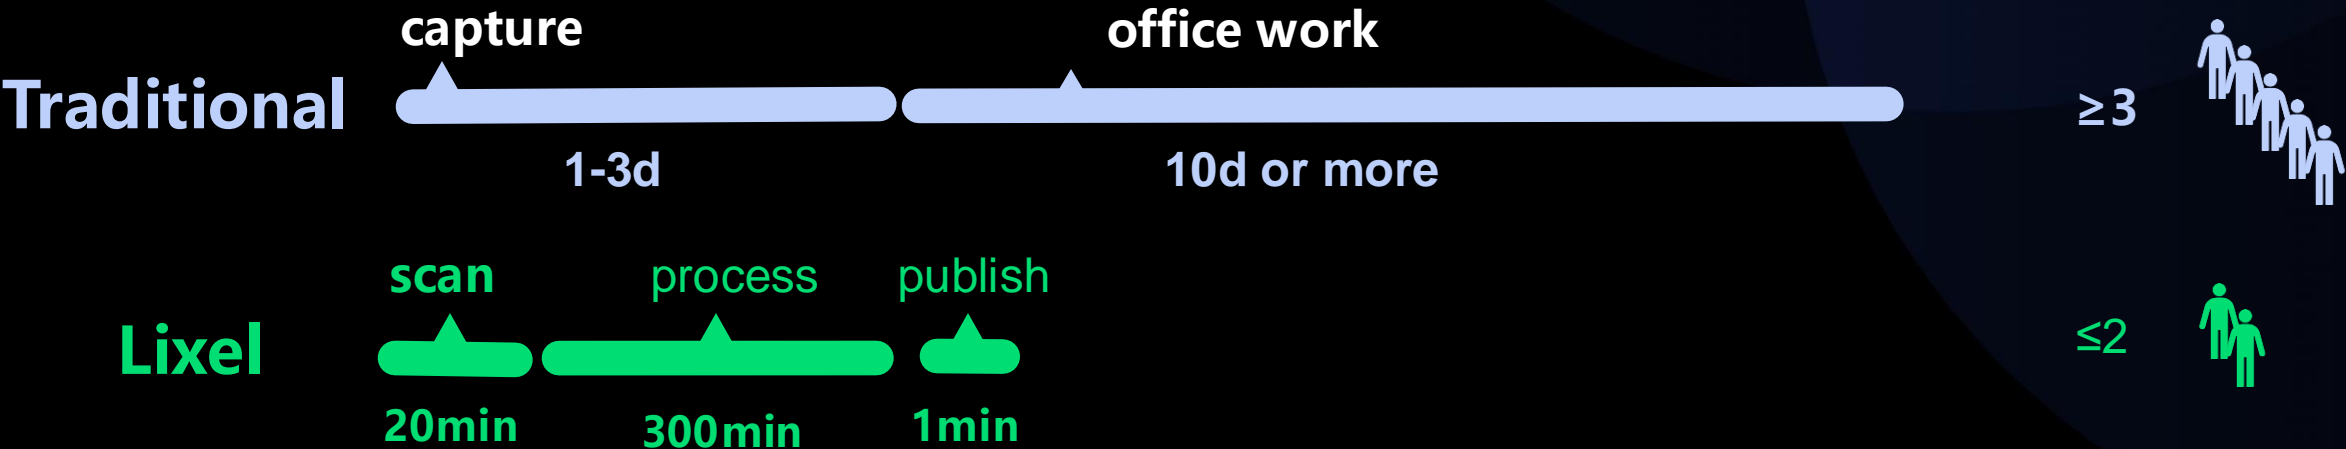 capture office work
Traditional ≥3
1-3d 10d or more
scan process publish
Lixel ≤2
20min 300min 1min